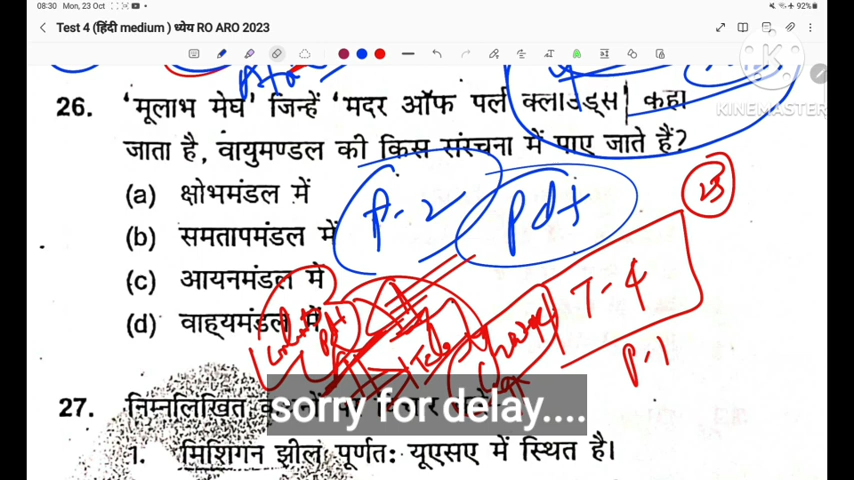 08:30 Mon, 23 Oct
92%
Test 4 (हिंदी medium ) ध्येय RO ARO 2023
KINEMASTER
26. 'मूलाभ मेघ' जिन्हें 'मदर ऑफ पर्ल क्लाउड्स कहा
जाता है, वायुमण्डल की किस संरचना में पाए जाते हैं?
(a) क्षोभमंडल में
(b) समतापमंडल में
(c) आयनमंडल में
(d) वाह्यमंडल में
P-2
Pdf
23
T-4
P-1
sorry for delay....
27. निम्नलिखित
1. मिशिगन झील पूर्णतः यूएसए में स्थित है।